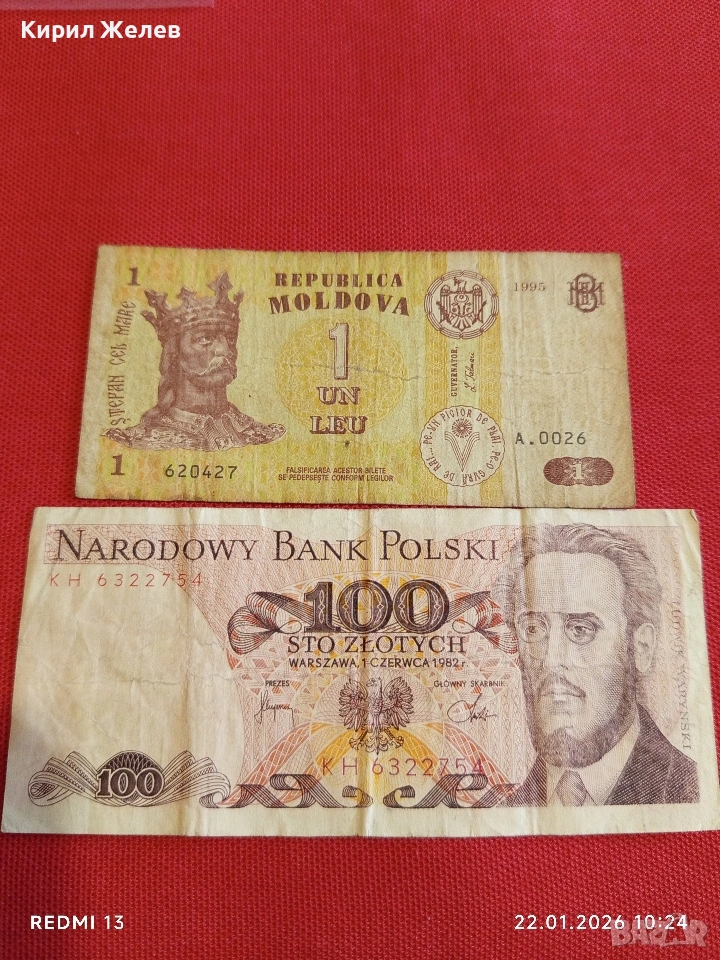 Кирил Желев
1
REPUBLICA
MOLDOVA
1995
ȘTEFAN CEL MARE
1
UN
LEU
GUVERNATOR,
A.0026
1
620427
FALSIFICAREA ACESTOR BILETE
SE PEDEPSEȘTE CONFORM LEGILOR
1
NARODOWY BANK POLSKI
KH 6322754
100
STO ZŁOTYCH
WARSZAWA, 1 CZERWCA 1982 r.
PREZES
GŁÓWNY SKARBNIK
KH 6322754
100
LUDWIK WARYŃSKI
REDMI 13
22.01.2026 10:24
BAZAR